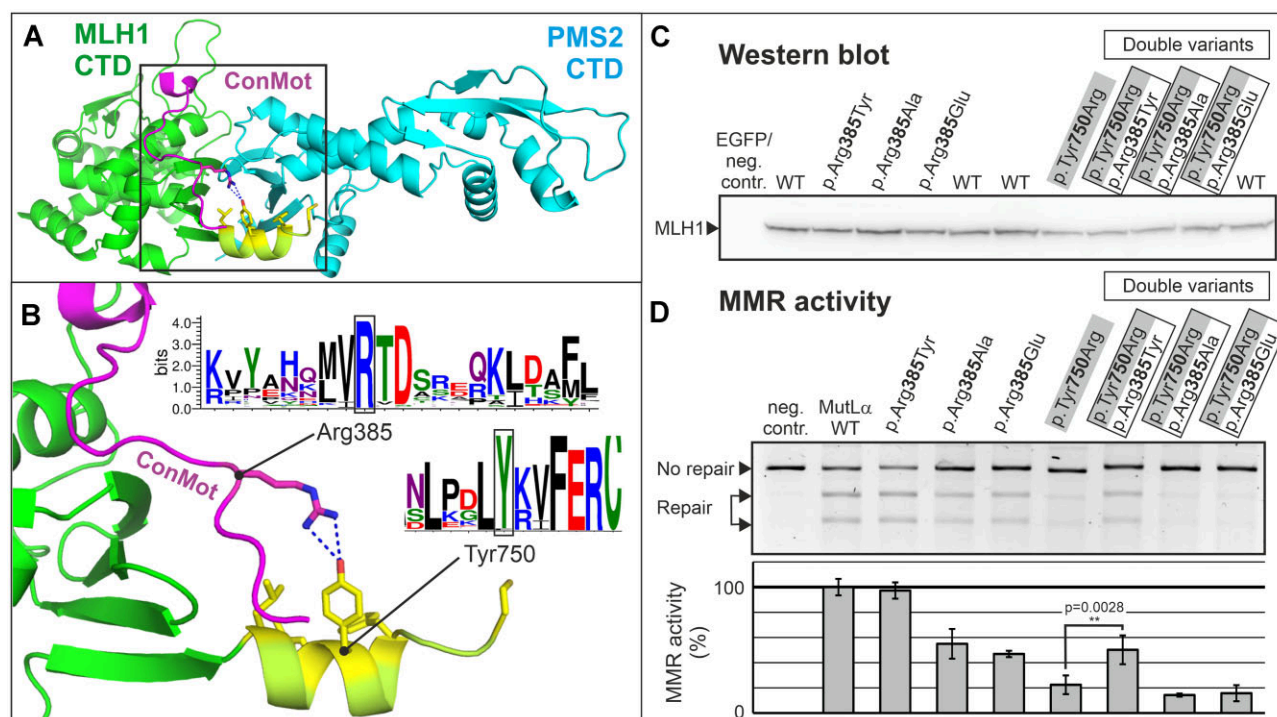 A
MLH1
CTD
ConMot
PMS2
CTD
B
bits
4.0
3.0
2.0
1.0
0.0
Arg385
ConMot
Tyr750
C
Western blot
Double variants
EGFP/
neg.
contr.
WT
p.Arg385Tyr
p.Arg385Ala
p.Arg385Glu
WT
WT
p.Tyr750Arg
p.Tyr750Arg
p.Arg385Tyr
p.Tyr750Arg
p.Arg385Ala
p.Tyr750Arg
p.Arg385Glu
WT
MLH1
D
MMR activity
Double variants
neg.
contr.
MutLα
WT
p.Arg385Tyr
p.Arg385Ala
p.Arg385Glu
p.Tyr750Arg
p.Tyr750Arg
p.Arg385Tyr
p.Tyr750Arg
p.Arg385Ala
p.Tyr750Arg
p.Arg385Glu
No repair
Repair
MMR activity
(%)
100
0
p=0.0028
**